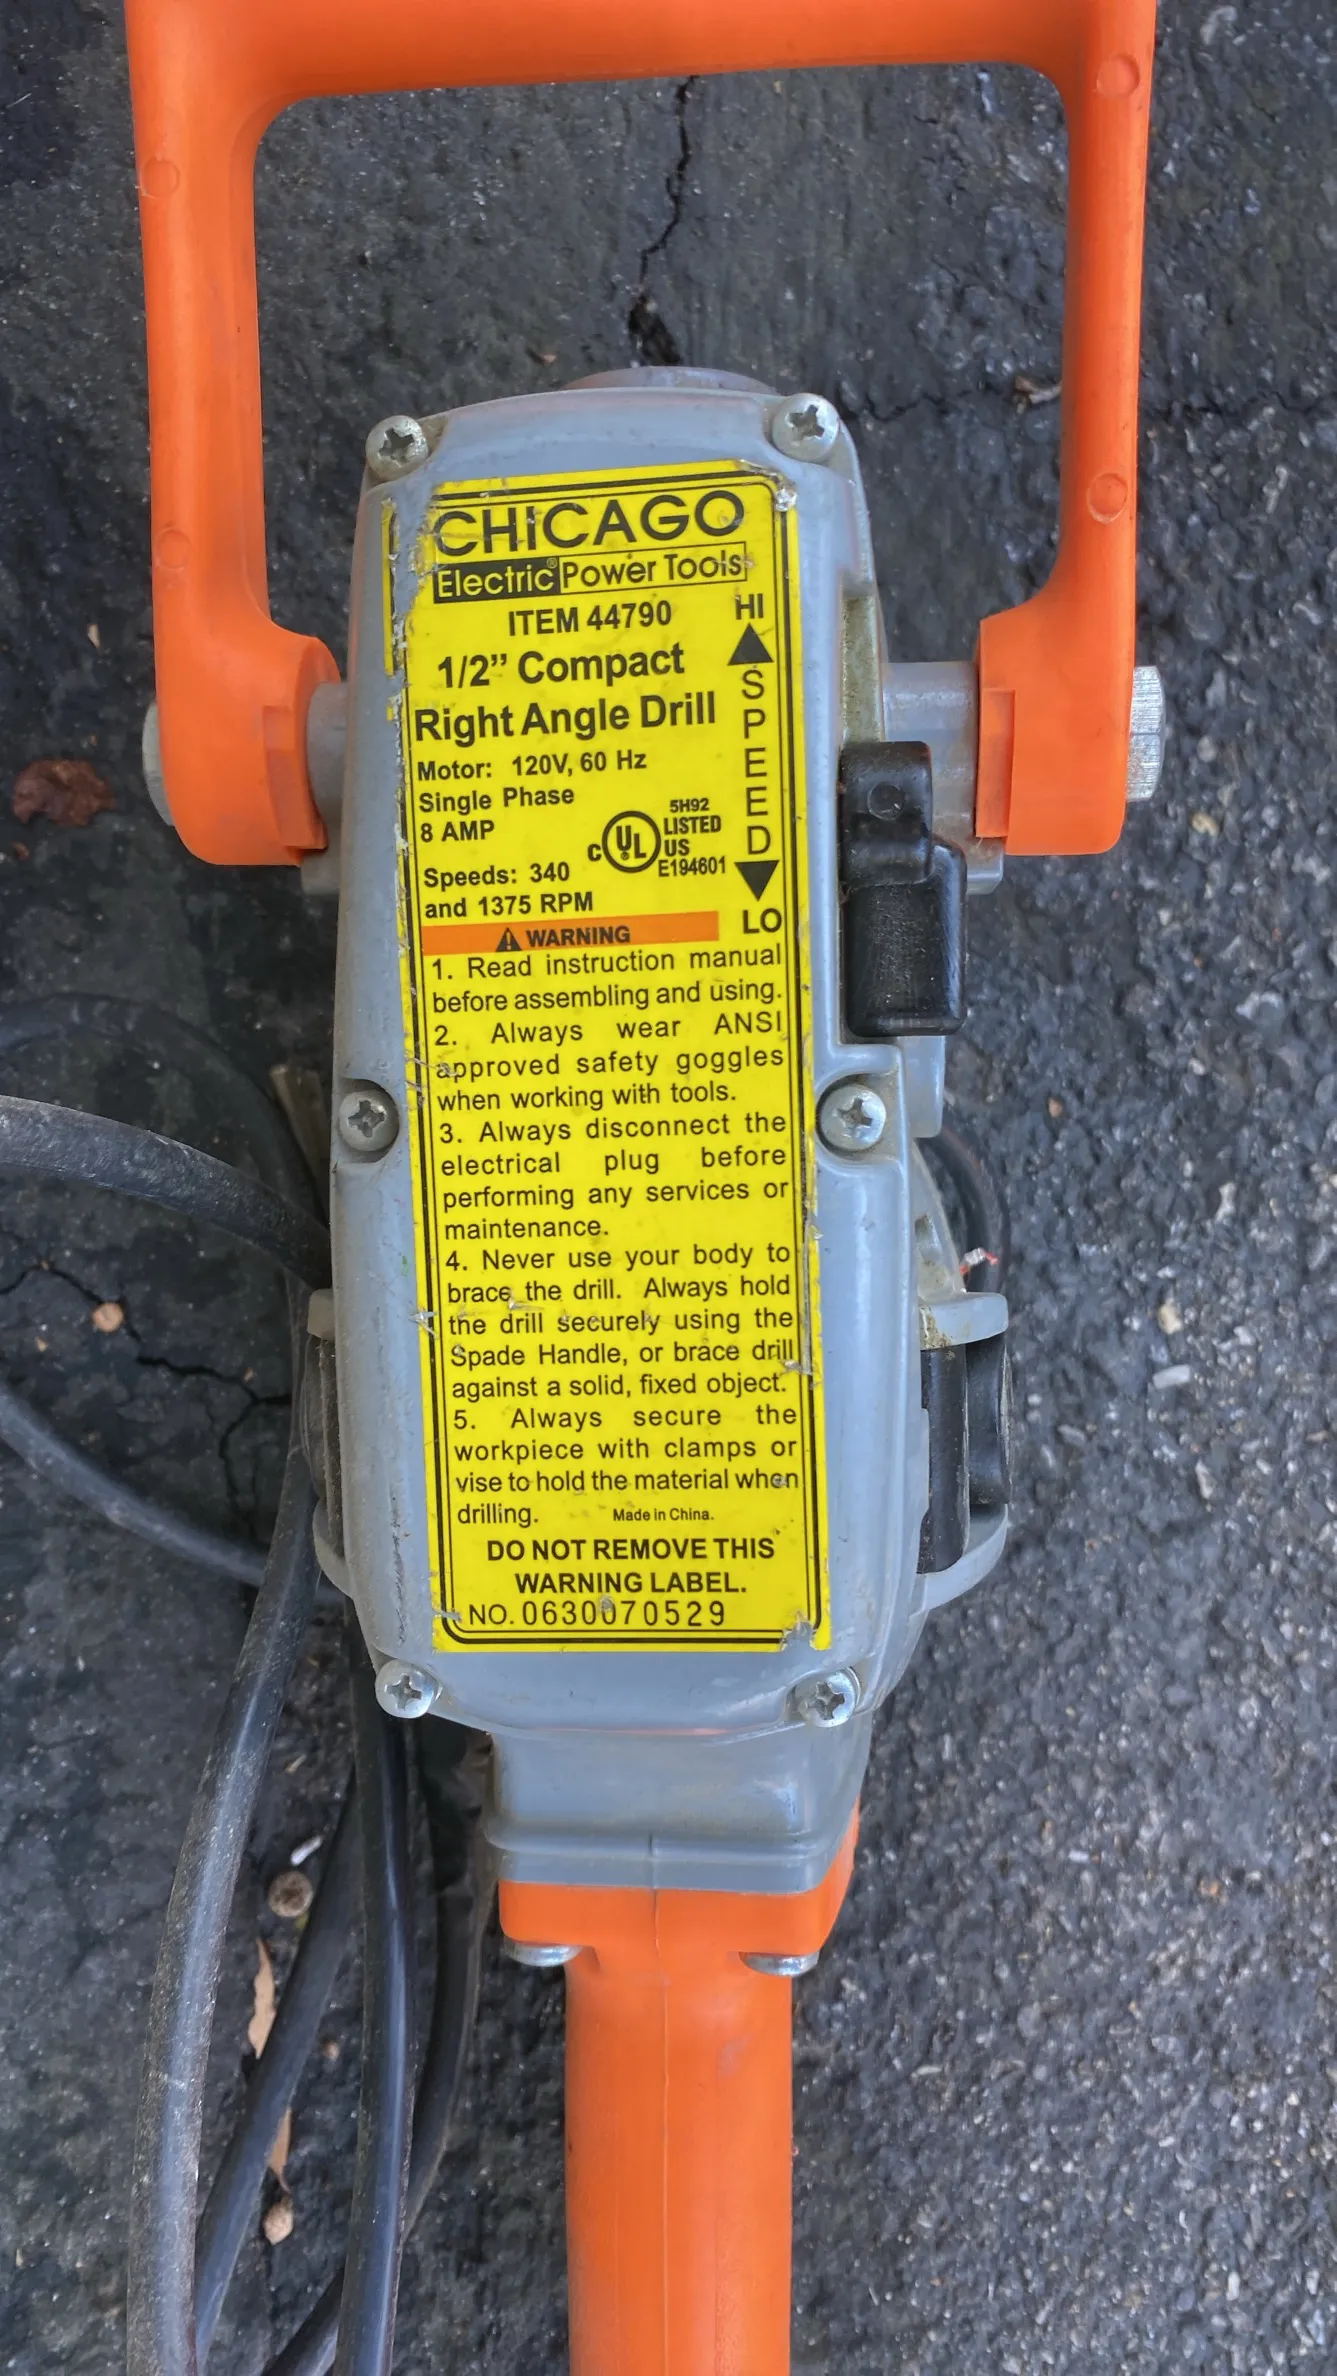 CHICAGO
Electric® Power Tools
ITEM 44790
1/2” Compact
Right Angle Drill
Motor: 120V, 60 Hz
Single Phase
8 AMP
Speeds: 340
and 1375 RPM
C UL
5H92
LISTED
US
E194601
HI
SPEED
LO
WARNING
1. Read instruction manual
before assembling and using.
2. Always wear ANSI
approved safety goggles
when working with tools.
3. Always disconnect the
electrical plug before
performing any services or
maintenance.
4. Never use your body to
brace the drill. Always hold
the drill securely using the
Spade Handle, or brace drill
against a solid, fixed object.
5. Always secure the
workpiece with clamps or
vise to hold the material when
drilling. Made in China.
DO NOT REMOVE THIS
WARNING LABEL.
NO. 0630070529